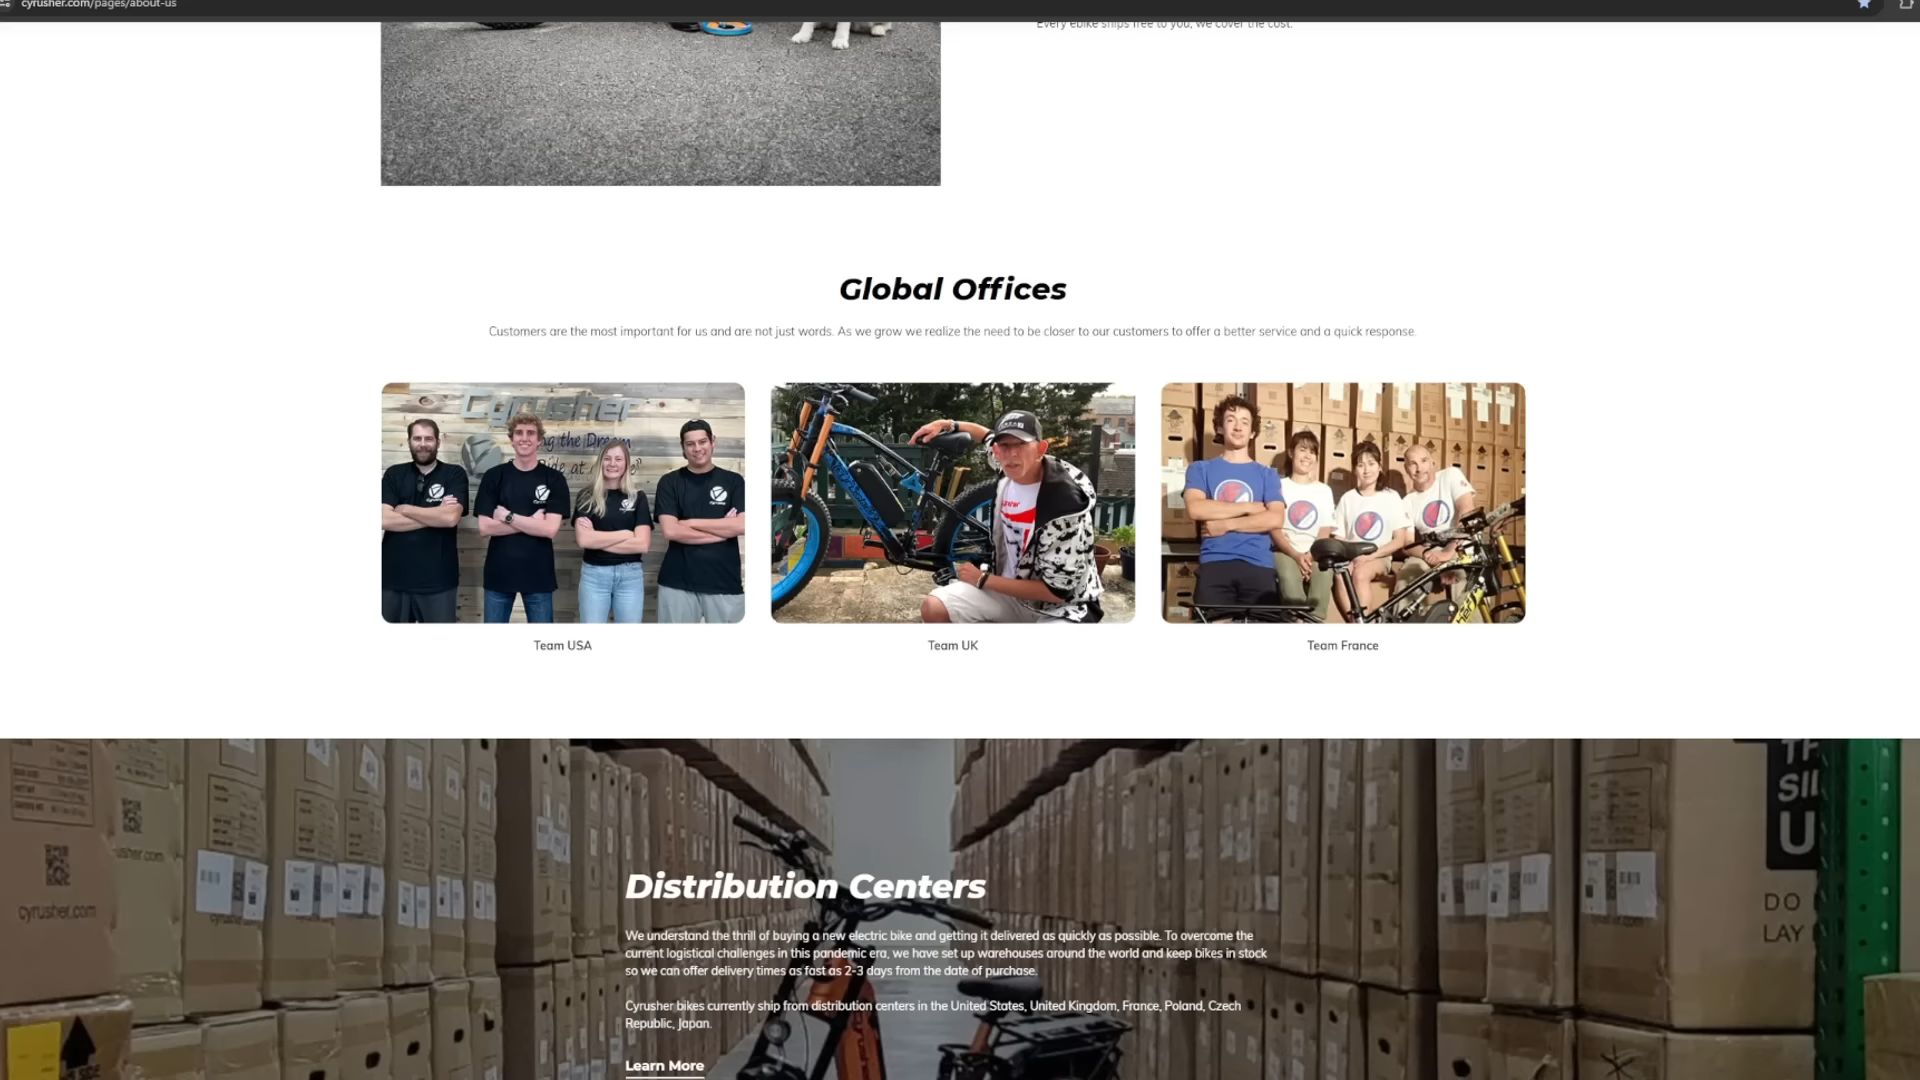 cyrusher.com/pages/about-us
Every ebike ships free to you, we cover the cost.
Global Offices
Customers are the most important for us and are not just words. As we grow we realize the need to be closer to our customers to offer a better service and a quick response.
Cyrusher
Team USA
Team UK
Team France
Distribution Centers
We understand the thrill of buying a new electric bike and getting it delivered as quickly as possible. To overcome the
current logistical challenges in this pandemic era, we have set up warehouses around the world and keep bikes in stock
so we can offer delivery times as fast as 2-3 days from the date of purchase.
Cyrusher bikes currently ship from distribution centers in the United States, United Kingdom, France, Poland, Czech
Republic, Japan.
Learn More
cyrusher.com
DO
LAY